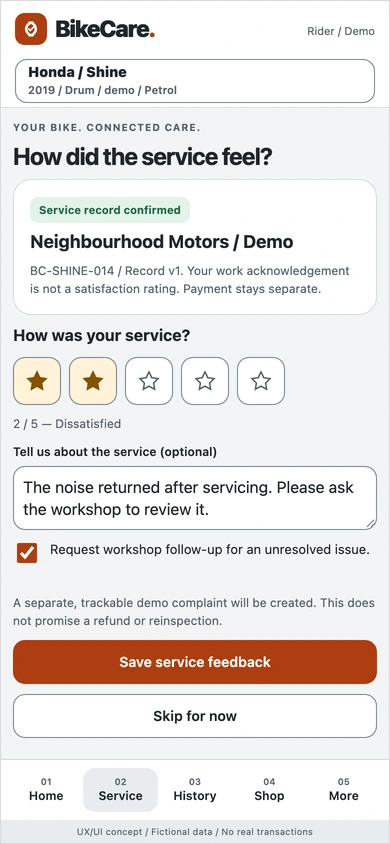 BikeCare.
Rider / Demo
Honda / Shine
2019 / Drum / demo / Petrol
YOUR BIKE. CONNECTED CARE.
How did the service feel?
Service record confirmed
Neighbourhood Motors / Demo
BC-SHINE-014 / Record v1. Your work acknowledgement
is not a satisfaction rating. Payment stays separate.
How was your service?
2 / 5 — Dissatisfied
Tell us about the service (optional)
The noise returned after servicing. Please ask
the workshop to review it.
Request workshop follow-up for an unresolved issue.
A separate, trackable demo complaint will be created. This does
not promise a refund or reinspection.
Save service feedback
Skip for now
01 02 03 04 05
Home Service History Shop More
UX/UI concept / Fictional data / No real transactions